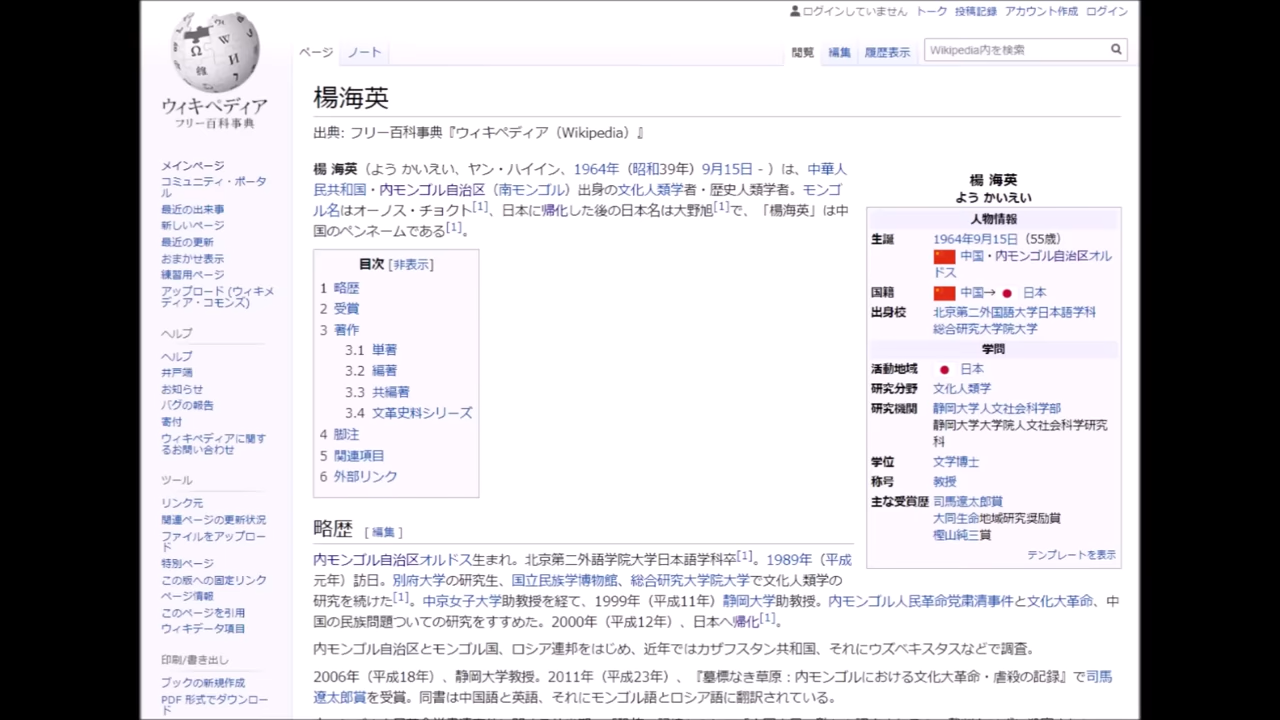 ログインしていません トーク 投稿記録 アカウント作成 ログイン
ページ ノート 閲覧 編集 履歴表示 Wikipedia内を検索
ウィキペディア
フリー百科事典
メインページ
コミュニティ・ポータ
ル
最近の出来事
新しいページ
最近の更新
おまかせ表示
練習用ページ
アップロード (ウィキメ
ディア・コモンズ)
ヘルプ
ヘルプ
井戸端
お知らせ
バグの報告
寄付
ウィキペディアに関す
るお問い合わせ
ツール
リンク元
関連ページの更新状況
ファイルをアップロー
ド
特別ページ
この版への固定リンク
ページ情報
このページを引用
ウィキデータ項目
印刷/書き出し
ブックの新規作成
PDF 形式でダウンロー
ド
楊海英
出典: フリー百科事典『ウィキペディア（Wikipedia）』
楊 海英（よう かいえい、ヤン・ハイイン、1964年（昭和39年）9月15日 - ）は、中華人
民共和国・内モンゴル自治区（南モンゴル）出身の文化人類学者・歴史人類学者。モンゴ
ル名はオーノス・チョクト[1]、日本に帰化した後の日本名は大野旭[1]で、「楊海英」は中
国のペンネームである[1]。
目次 [非表示]
1 略歴
2 受賞
3 著作
3.1 単著
3.2 編著
3.3 共編著
3.4 文革史料シリーズ
4 脚注
5 関連項目
6 外部リンク
楊 海英
よう かいえい
人物情報
生誕 1964年9月15日（55歳）
中国・内モンゴル自治区オル
ドス
国籍 中国→ 日本
出身校 北京第二外国語大学日本語学科
総合研究大学院大学
学問
活動地域 日本
研究分野 文化人類学
研究機関 静岡大学人文社会科学部
静岡大学大学院人文社会科学研究
科
学位 文学博士
称号 教授
主な受賞歴 司馬遼太郎賞
大同生命地域研究奨励賞
樫山純三賞
テンプレートを表示
略歴 [ 編集 ]
内モンゴル自治区オルドス生まれ。北京第二外語学院大学日本語学科卒[1]。1989年（平成
元年）訪日。別府大学の研究生、国立民族学博物館、総合研究大学院大学で文化人類学の
研究を続けた[1]。中京女子大学助教授を経て、1999年（平成11年）静岡大学助教授。内モンゴル人民革命党粛清事件と文化大革命、中
国の民族問題ついての研究をすすめた。2000年（平成12年）、日本へ帰化[1]。
内モンゴル自治区とモンゴル国、ロシア連邦をはじめ、近年ではカザフスタン共和国、それにウズベキスタスなどで調査。
2006年（平成18年）、静岡大学教授。2011年（平成23年）、『墓標なき草原：内モンゴルにおける文化大革命・虐殺の記録』で司馬
遼太郎賞を受賞。同書は中国語と英語、それにモンゴル語とロシア語に翻訳されている。